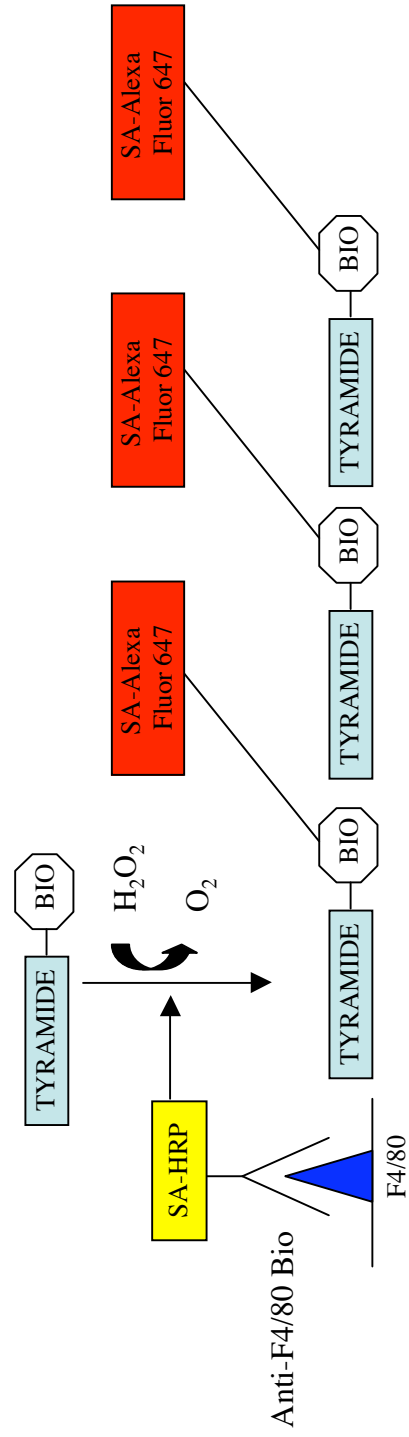 TYRAMIDE
BIO
SA-HRP
H₂O₂
O₂
Anti-F4/80 Bio
F4/80
SA-Alexa
Fluor 647
SA-Alexa
Fluor 647
SA-Alexa
Fluor 647
TYRAMIDE
BIO
TYRAMIDE
BIO
TYRAMIDE
BIO